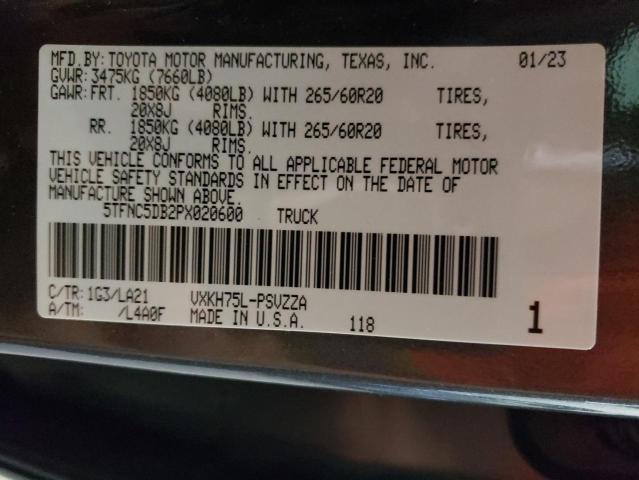 MFD.BY: TOYOTA MOTOR MANUFACTURING, TEXAS, INC. 01/23
GVWR: 3475KG (7660LB)
GAWR: FRT. 1850KG (4080LB) WITH 265/60R20 TIRES,
20X8J RIMS.
RR. 1850KG (4080LB) WITH 265/60R20 TIRES,
20X8J RIMS.
THIS VEHICLE CONFORMS TO ALL APPLICABLE FEDERAL MOTOR
VEHICLE SAFETY STANDARDS IN EFFECT ON THE DATE OF
MANUFACTURE SHOWN ABOVE.
5TFNC5DB2PX020600 TRUCK
C/TR: 1G3/LA21 VXKH75L-PSVZZA
A/TM: /L4A0F MADE IN U.S.A. 118 1